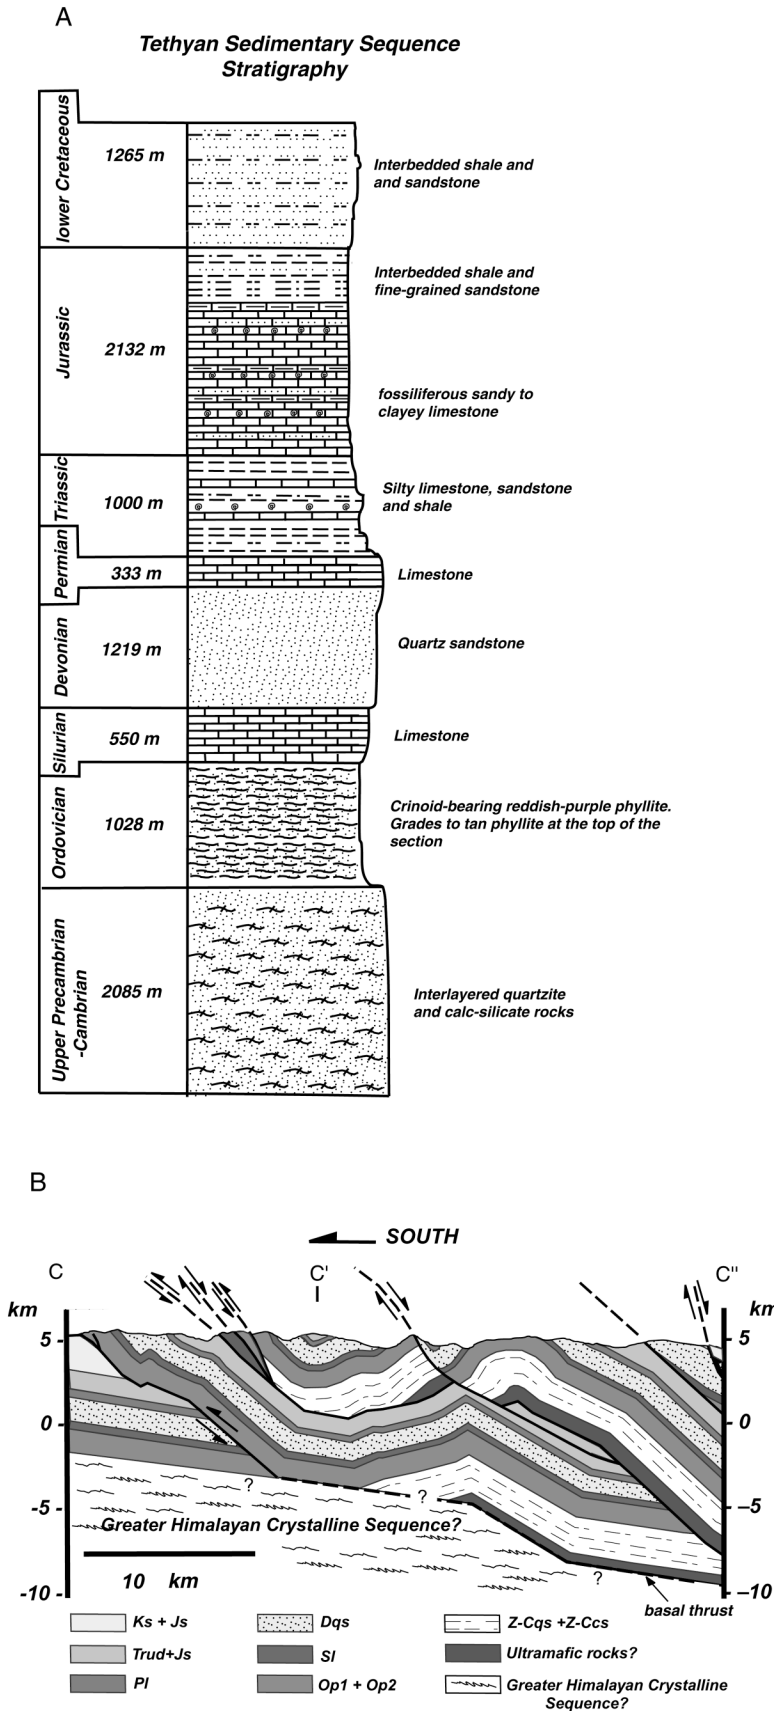 A
Tethyan Sedimentary Sequence
Stratigraphy
lower Cretaceous
1265 m
Interbedded shale and
and sandstone
Jurassic
2132 m
Interbedded shale and
fine-grained sandstone
fossiliferous sandy to
clayey limestone
Triassic
1000 m
Silty limestone, sandstone
and shale
Permian
333 m
Limestone
Devonian
1219 m
Quartz sandstone
Silurian
550 m
Limestone
Ordovician
1028 m
Crinoid-bearing reddish-purple phyllite.
Grades to tan phyllite at the top of the
section
Upper Precambrian
-Cambrian
2085 m
Interlayered quartzite
and calc-silicate rocks
B
SOUTH
C
C'
C"
km
km
5
5
0
0
-5
-5
-10
-10
?
?
?
Greater Himalayan Crystalline Sequence?
10 km
basal thrust
Ks + Js
Dqs
Z-Cqs +Z-Ccs
Trud+Js
Sl
Ultramafic rocks?
Pl
Op1 + Op2
Greater Himalayan Crystalline
Sequence?